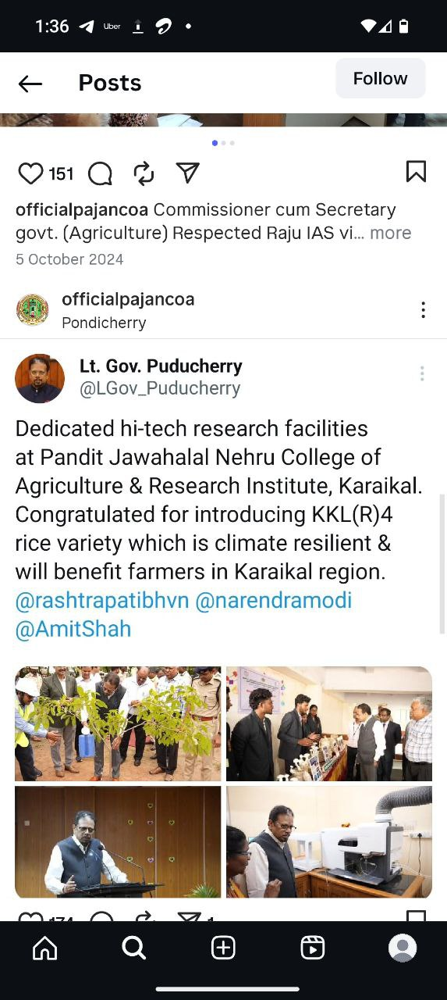 1:36
Uber
Posts
Follow
151
officialpajancoa Commissioner cum Secretary
govt. (Agriculture) Respected Raju IAS vi... more
5 October 2024
officialpajancoa
Pondicherry
Lt. Gov. Puducherry
@LGov_Puducherry
Dedicated hi-tech research facilities
at Pandit Jawahalal Nehru College of
Agriculture & Research Institute, Karaikal.
Congratulated for introducing KKL(R)4
rice variety which is climate resilient &
will benefit farmers in Karaikal region.
@rashtrapatibhvn @narendramodi
@AmitShah